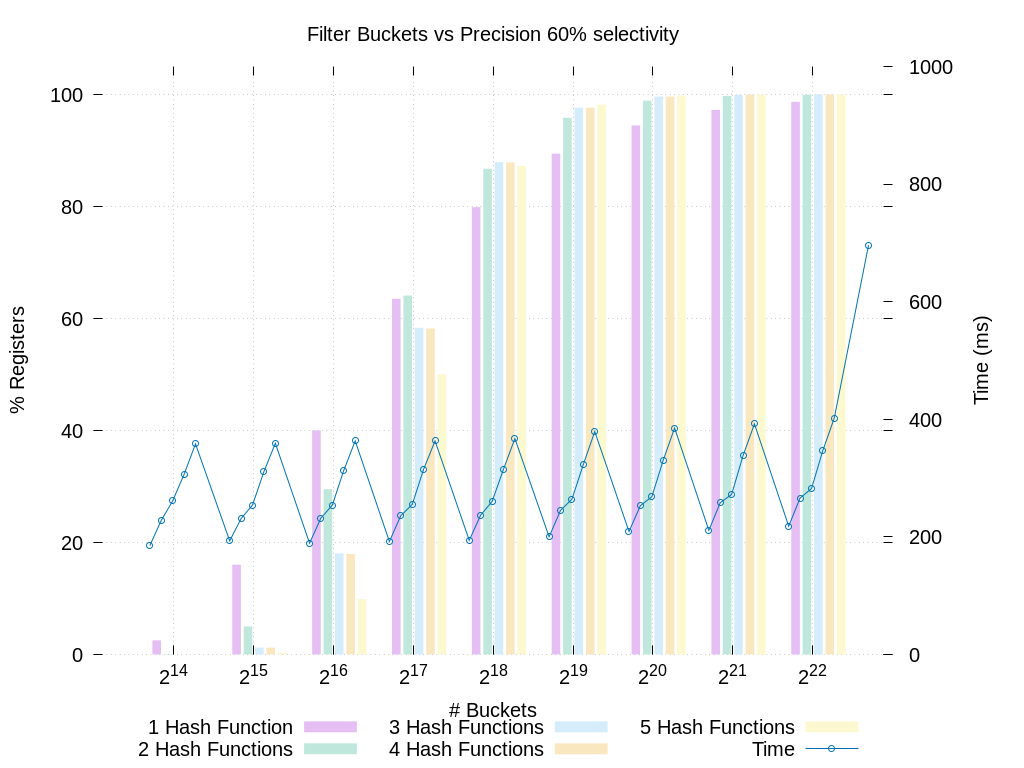 Filter Buckets vs Precision 60% selectivity
% Registers
100
80
60
40
20
0
1000
800
600
400
200
0
Time (ms)
2^14 2^15 2^16 2^17 2^18 2^19 2^20 2^21 2^22
# Buckets
1 Hash Function 3 Hash Functions 5 Hash Functions
2 Hash Functions 4 Hash Functions Time